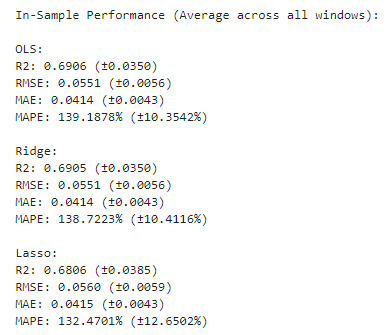 In-Sample Performance (Average across all windows):
OLS:
R2: 0.6906 (±0.0350)
RMSE: 0.0551 (±0.0056)
MAE: 0.0414 (±0.0043)
MAPE: 139.1878% (±10.3542%)
Ridge:
R2: 0.6905 (±0.0350)
RMSE: 0.0551 (±0.0056)
MAE: 0.0414 (±0.0043)
MAPE: 138.7223% (±10.4116%)
Lasso:
R2: 0.6806 (±0.0385)
RMSE: 0.0560 (±0.0059)
MAE: 0.0415 (±0.0043)
MAPE: 132.4701% (±12.6502%)